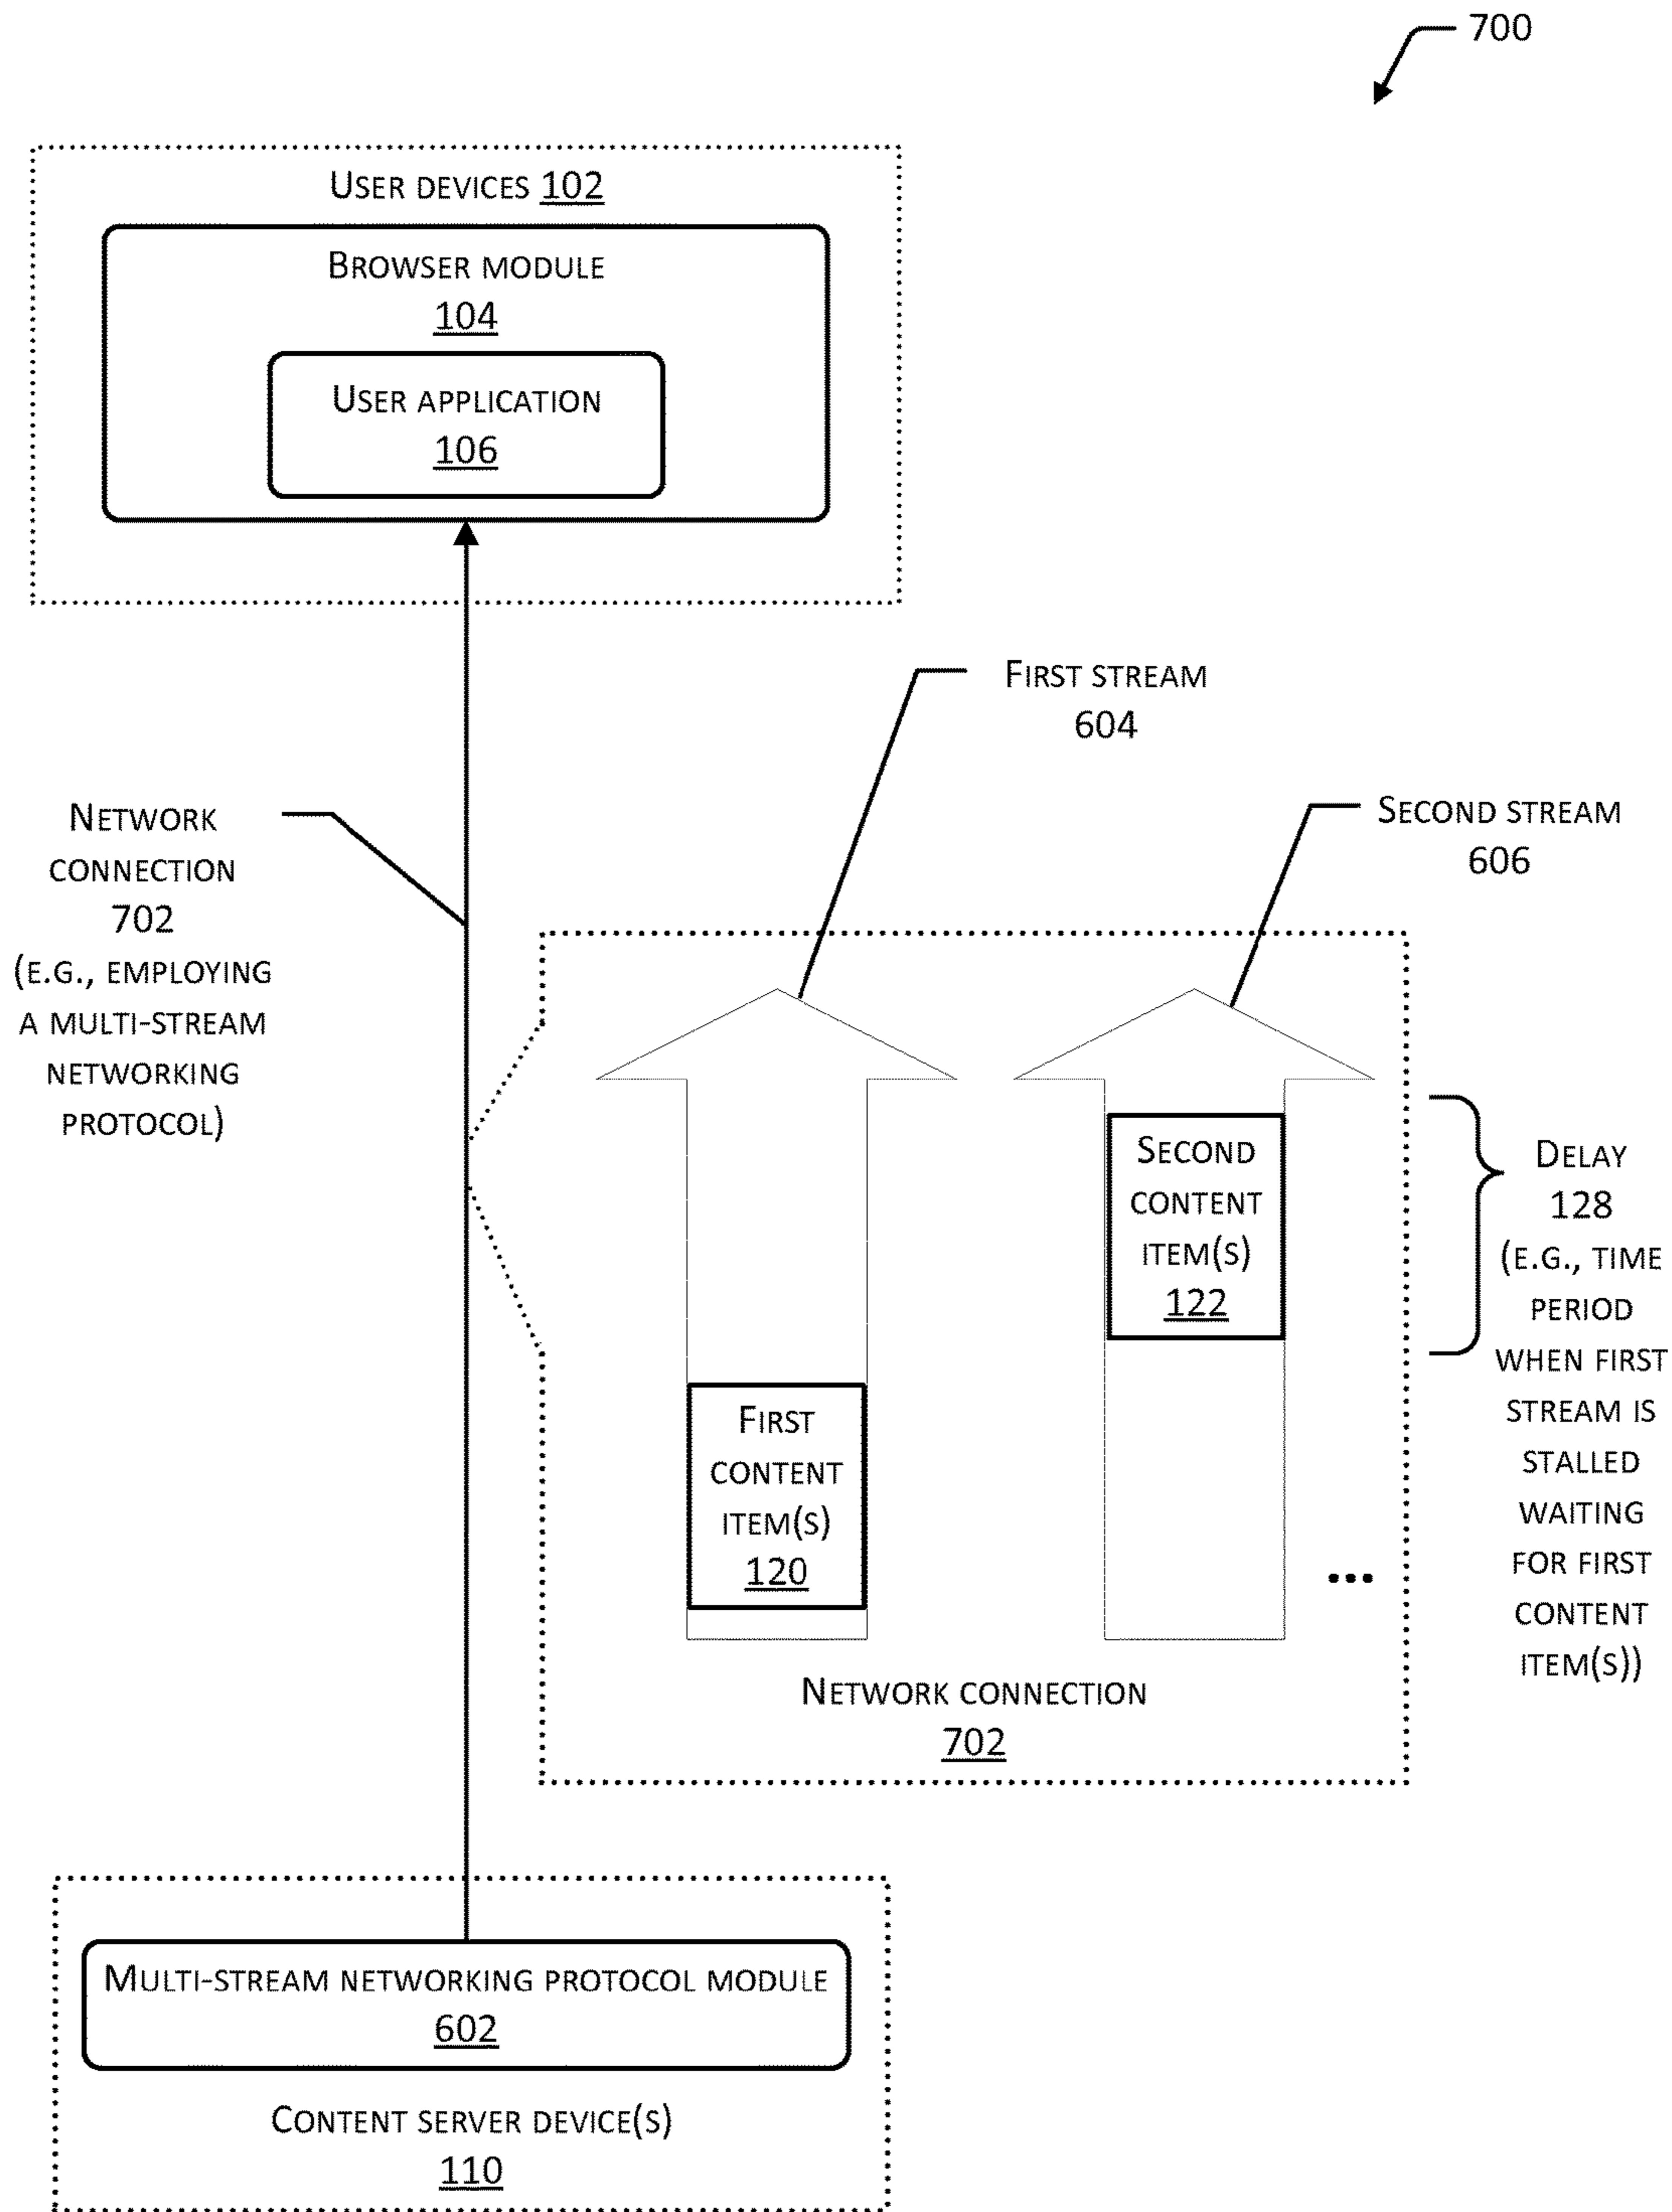 700
USER DEVICES 102
BROWSER MODULE
104
USER APPLICATION
106
FIRST STREAM
604
SECOND STREAM
606
NETWORK
CONNECTION
702
(E.G., EMPLOYING
A MULTI-STREAM
NETWORKING
PROTOCOL)
SECOND
CONTENT
ITEM(S)
122
DELAY
128
(E.G., TIME
PERIOD
WHEN FIRST
STREAM IS
STALLED
WAITING
FOR FIRST
CONTENT
ITEM(S))
FIRST
CONTENT
ITEM(S)
120
...
NETWORK CONNECTION
702
MULTI-STREAM NETWORKING PROTOCOL MODULE
602
CONTENT SERVER DEVICE(S)
110